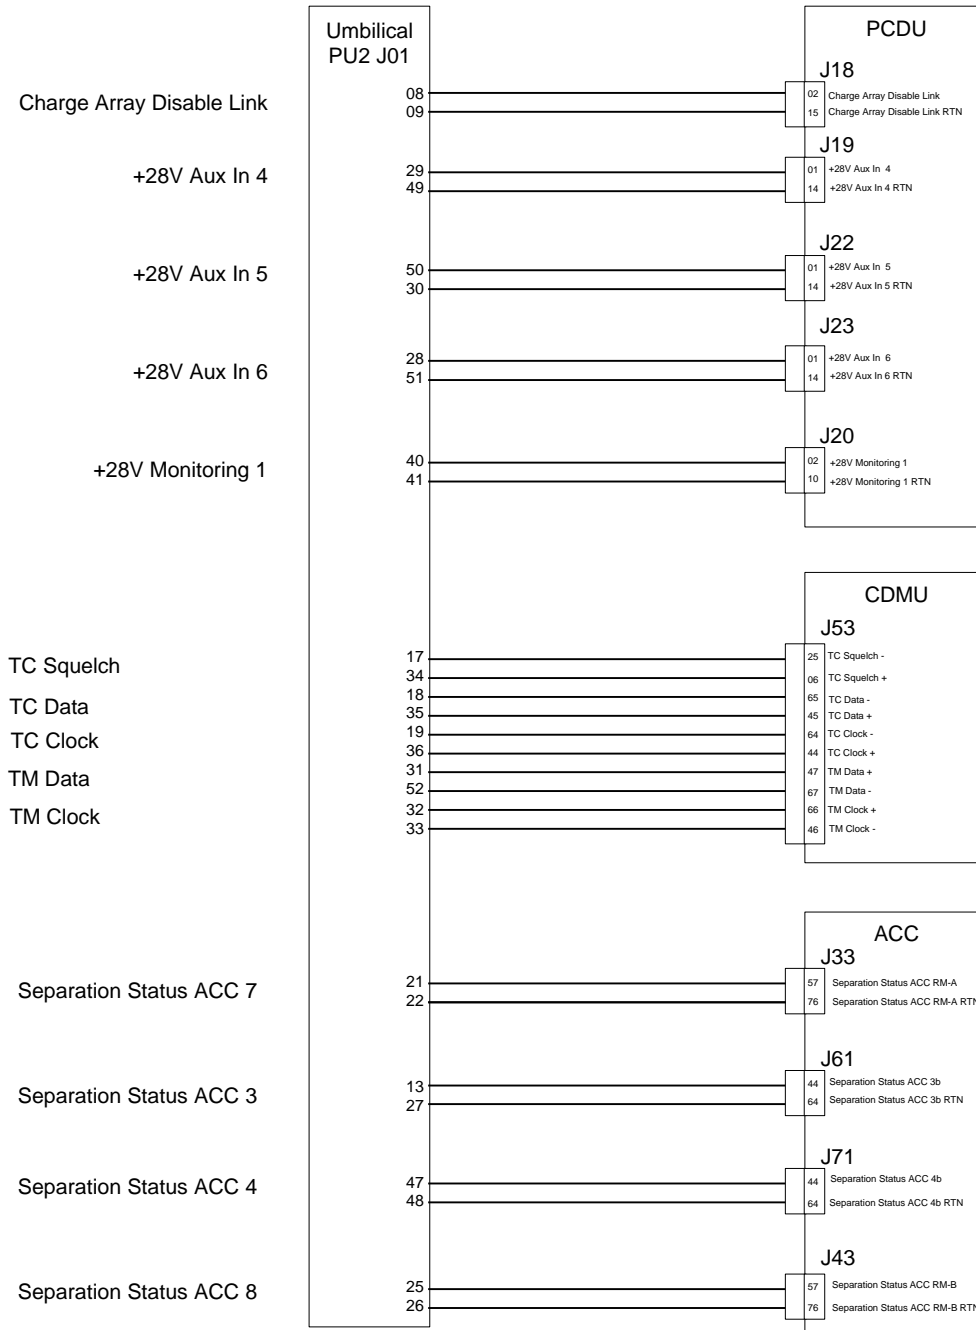 Umbilical
PU2 J01
PCDU
J18
Charge Array Disable Link
08
02 Charge Array Disable Link
09
15 Charge Array Disable Link RTN
J19
+28V Aux In 4
29
01 +28V Aux In 4
49
14 +28V Aux In 4 RTN
J22
+28V Aux In 5
50
01 +28V Aux In 5
30
14 +28V Aux In 5 RTN
J23
+28V Aux In 6
28
01 +28V Aux In 6
51
14 +28V Aux In 6 RTN
J20
+28V Monitoring 1
40
02 +28V Monitoring 1
41
10 +28V Monitoring 1 RTN
CDMU
J53
TC Squelch
17
25 TC Squelch -
34
06 TC Squelch +
TC Data
18
65 TC Data -
35
45 TC Data +
TC Clock
19
64 TC Clock -
36
44 TC Clock +
TM Data
31
47 TM Data +
52
67 TM Data -
TM Clock
32
66 TM Clock +
33
46 TM Clock -
ACC
J33
Separation Status ACC 7
21
57 Separation Status ACC RM-A
22
76 Separation Status ACC RM-A RTN
J61
Separation Status ACC 3
13
44 Separation Status ACC 3b
27
64 Separation Status ACC 3b RTN
J71
Separation Status ACC 4
47
44 Separation Status ACC 4b
48
64 Separation Status ACC 4b RTN
J43
Separation Status ACC 8
25
57 Separation Status ACC RM-B
26
76 Separation Status ACC RM-B RTN